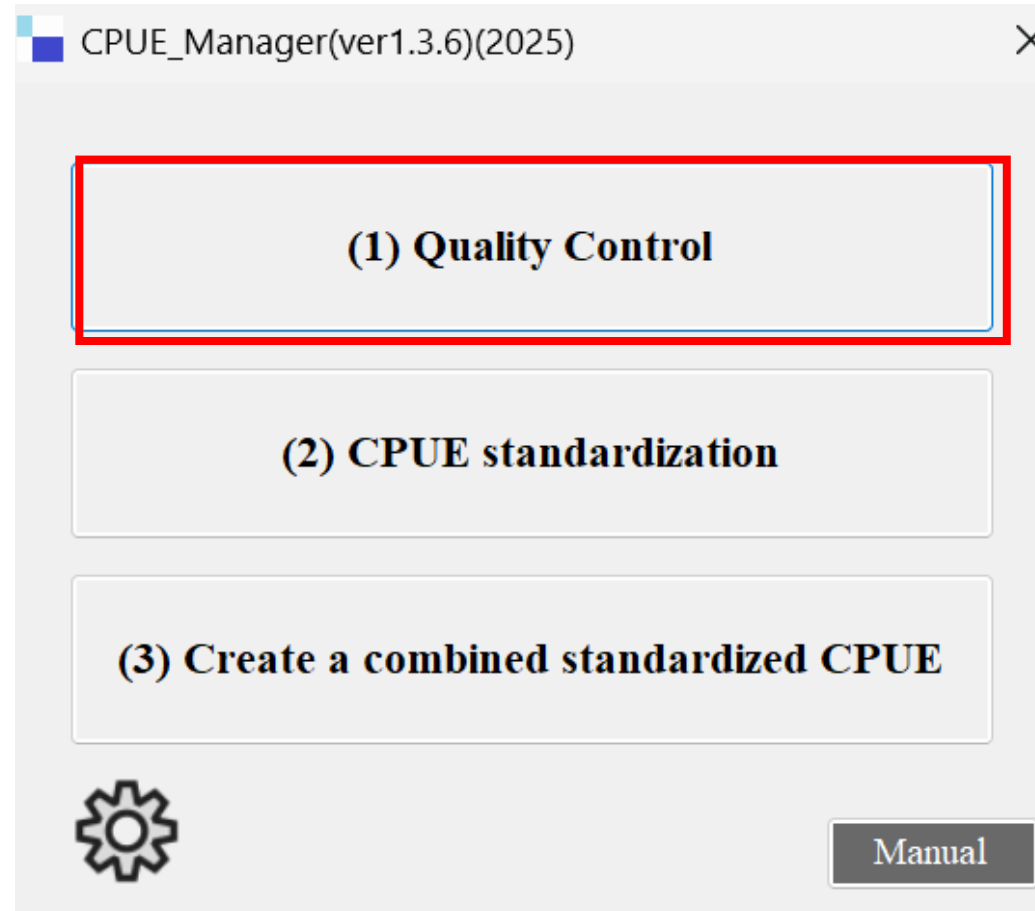 CPUE_Manager(ver1.3.6)(2025)
(1) Quality Control
(2) CPUE standardization
(3) Create a combined standardized CPUE
Manual